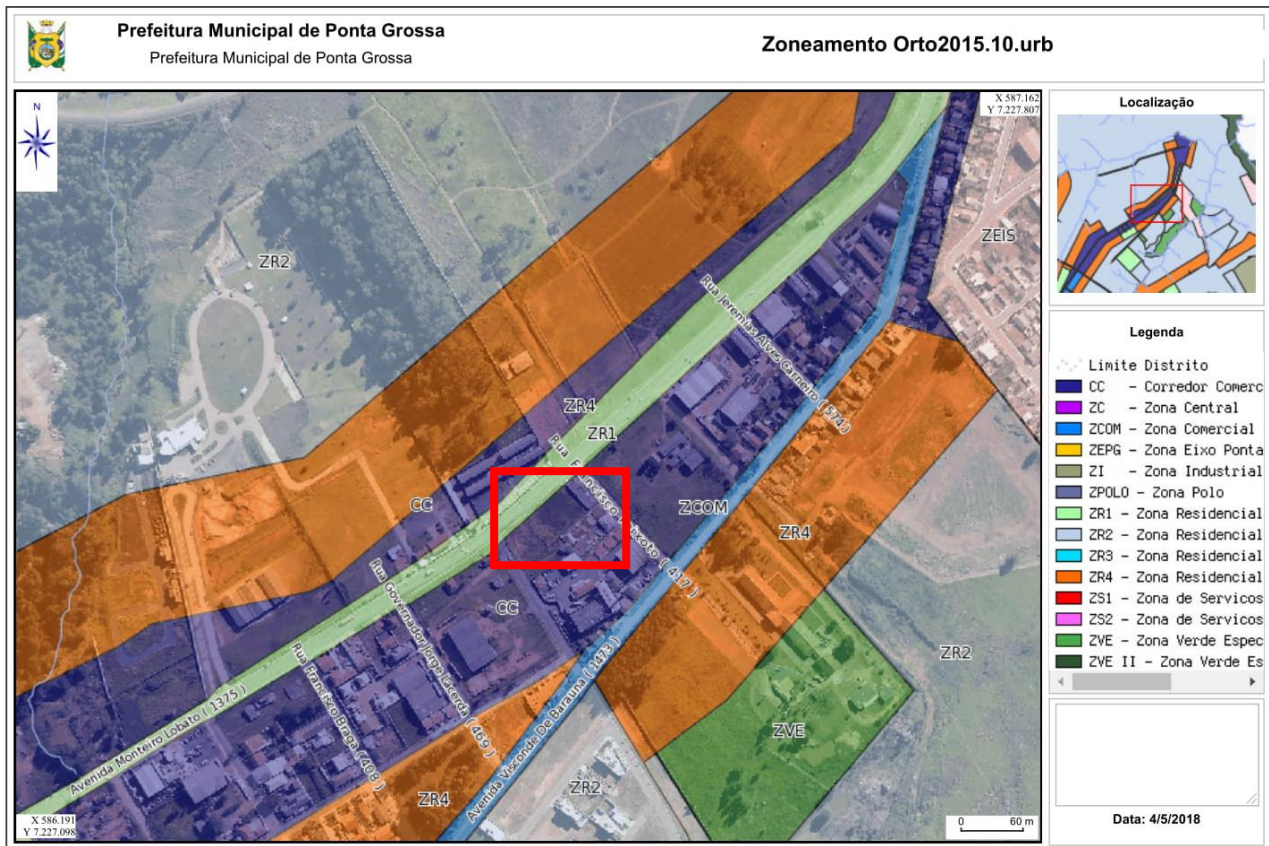 Prefeitura Municipal de Ponta Grossa
Prefeitura Municipal de Ponta Grossa
Zoneamento Orto2015.10.urb
N
X 587.162
Y 7.227.807
ZR2
ZEIS
Rua Jeremias Alves Carneiro ( 574 )
ZR4
ZR1
Rua Francisco Peixoto ( 417 )
CC
ZCOM
ZR4
Rua Governador Jorge Lacerda ( 469 )
CC
ZR2
Rua Francisco Braga ( 408 )
Avenida Monteiro Lobato ( 1375 )
Avenida Visconde De Barauna ( 1473 )
ZVE
ZR2
ZR4
X 586.191
Y 7.227.098
0 60 m
Localização
Legenda
Limite Distrito
CC - Corredor Comerc
ZC - Zona Central
ZCOM - Zona Comercial
ZEPG - Zona Eixo Ponta
ZI - Zona Industrial
ZPOLO - Zona Polo
ZR1 - Zona Residencial
ZR2 - Zona Residencial
ZR3 - Zona Residencial
ZR4 - Zona Residencial
ZS1 - Zona de Servicos
ZS2 - Zona de Servicos
ZVE - Zona Verde Espec
ZVE II - Zona Verde Es
Data: 4/5/2018